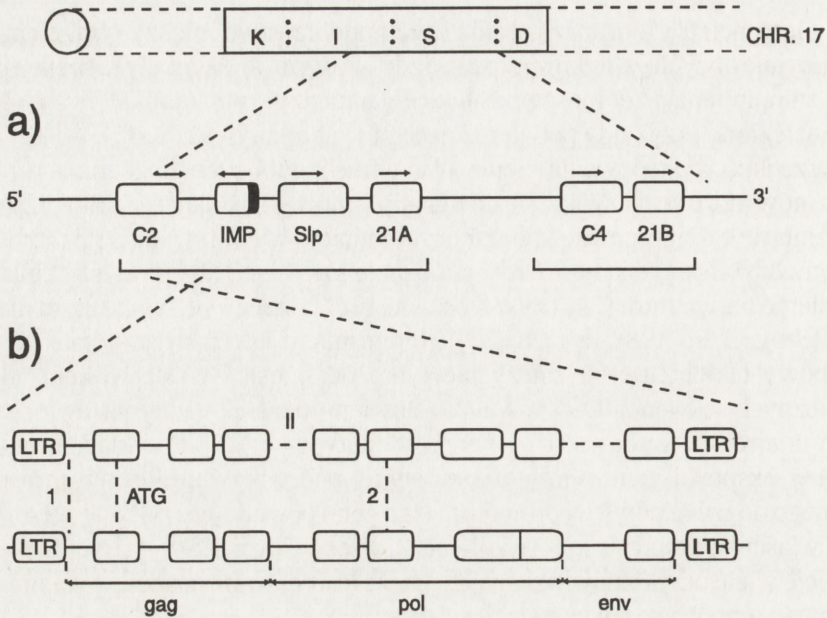 K S D CHR. 17
a)
5' 3'
C2 IMP Slp 21A C4 21B
b)
II
LTR LTR
1 ATG 2
LTR LTR
gag pol env